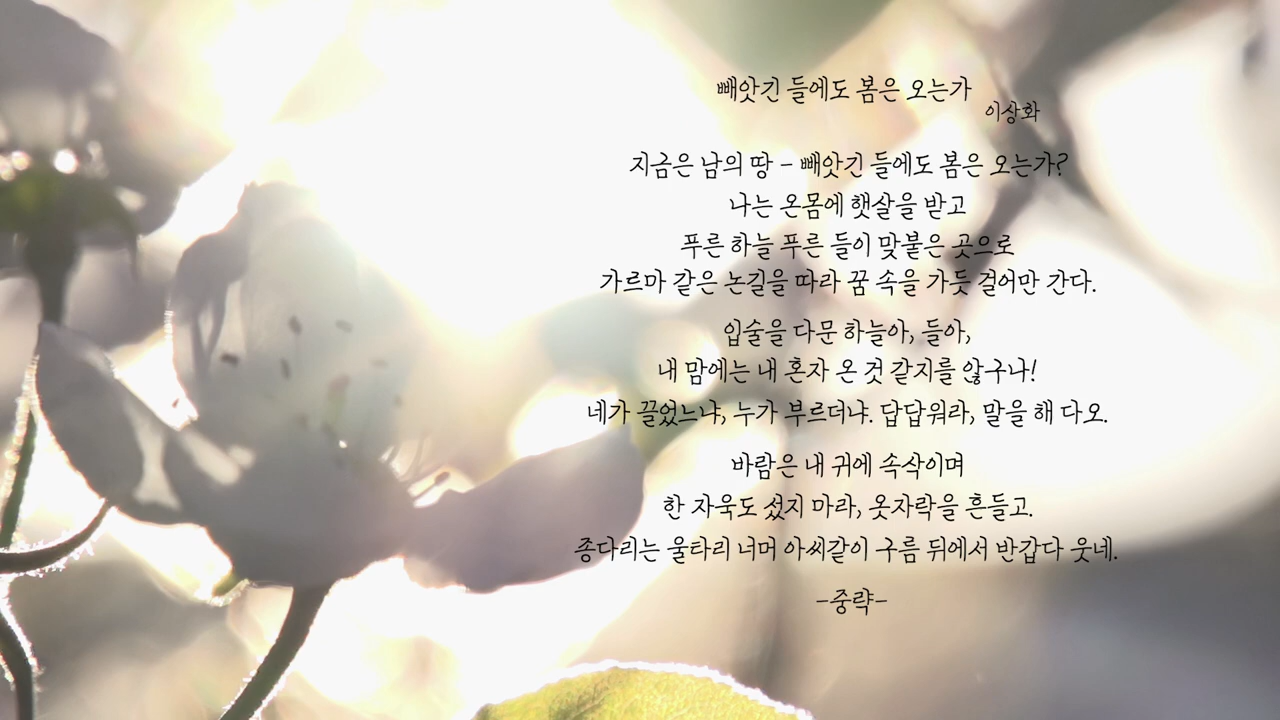 빼앗긴 들에도 봄은 오는가
이상화
지금은 남의 땅 - 빼앗긴 들에도 봄은 오는가?
나는 온몸에 햇살을 받고
푸른 하늘 푸른 들이 맞붙은 곳으로
가르마 같은 논길을 따라 꿈 속을 가듯 걸어만 간다.
입술을 다문 하늘아, 들아,
내 맘에는 내 혼자 온 것 같지를 않구나!
네가 끌었느냐, 누가 부르더냐. 답답워라, 말을 해 다오.
바람은 내 귀에 속삭이며
한 자욱도 섰지 마라, 옷자락을 흔들고.
종다리는 울타리 너머 아씨같이 구름 뒤에서 반갑다 웃네.
-중략-